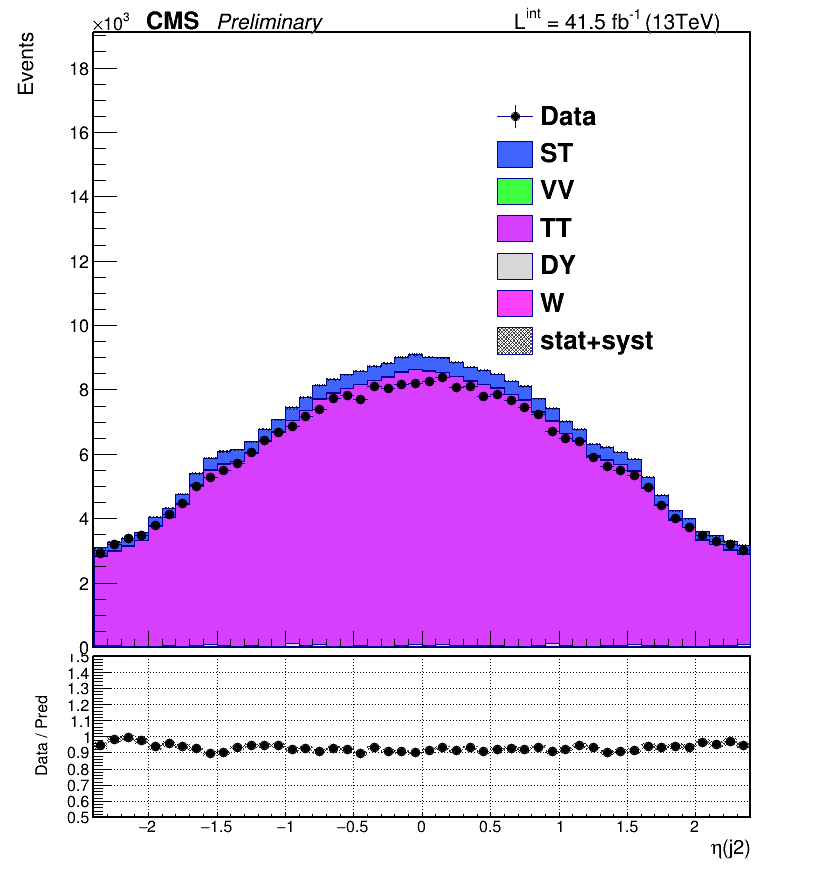 ×10³ CMS Preliminary L^int = 41.5 fb⁻¹ (13TeV)
Events
18
16
14
12
10
8
6
4
2
0
Data
ST
VV
TT
DY
W
stat+syst
Data / Pred
1.5
1.4
1.3
1.2
1.1
1
0.9
0.8
0.7
0.6
0.5
−2 −1.5 −1 −0.5 0 0.5 1 1.5 2
η(j2)